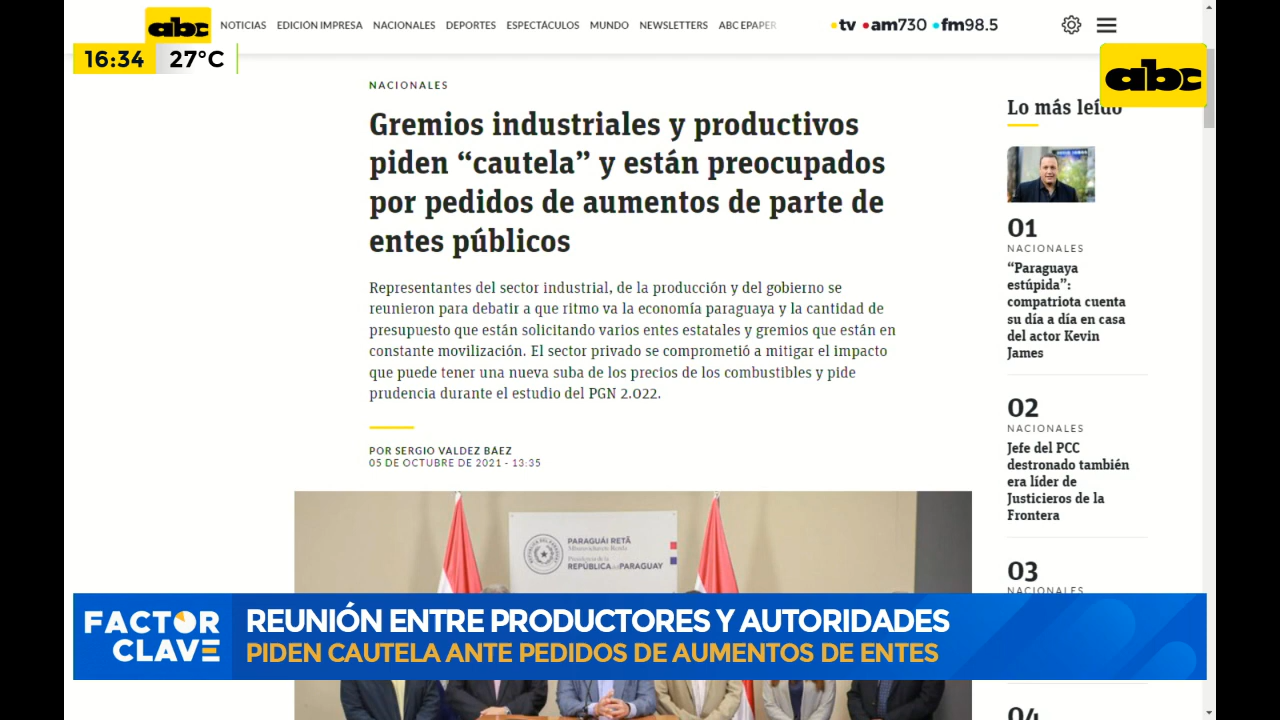 abc
NOTICIAS EDICIÓN IMPRESA NACIONALES DEPORTES ESPECTÁCULOS MUNDO NEWSLETTERS ABC EPAPER
tv am730 fm98.5
16:34 27°C
abc
NACIONALES
Gremios industriales y productivos
piden “cautela” y están preocupados
por pedidos de aumentos de parte de
entes públicos
Representantes del sector industrial, de la producción y del gobierno se
reunieron para debatir a que ritmo va la economía paraguaya y la cantidad de
presupuesto que están solicitando varios entes estatales y gremios que están en
constante movilización. El sector privado se comprometió a mitigar el impacto
que puede tener una nueva suba de los precios de los combustibles y pide
prudencia durante el estudio del PGN 2.022.
POR SERGIO VALDEZ BÁEZ
05 DE OCTUBRE DE 2021 - 13:35
PARAGUÁI RETÃ
Presidencia de la
REPÚBLICA del PARAGUAY
Lo más leído
01
NACIONALES
“Paraguaya
estúpida”:
compatriota cuenta
su día a día en casa
del actor Kevin
James
02
NACIONALES
Jefe del PCC
destronado también
era líder de
Justicieros de la
Frontera
03
NACIONALES
04
FACTOR
CLAVE
REUNIÓN ENTRE PRODUCTORES Y AUTORIDADES
PIDEN CAUTELA ANTE PEDIDOS DE AUMENTOS DE ENTES